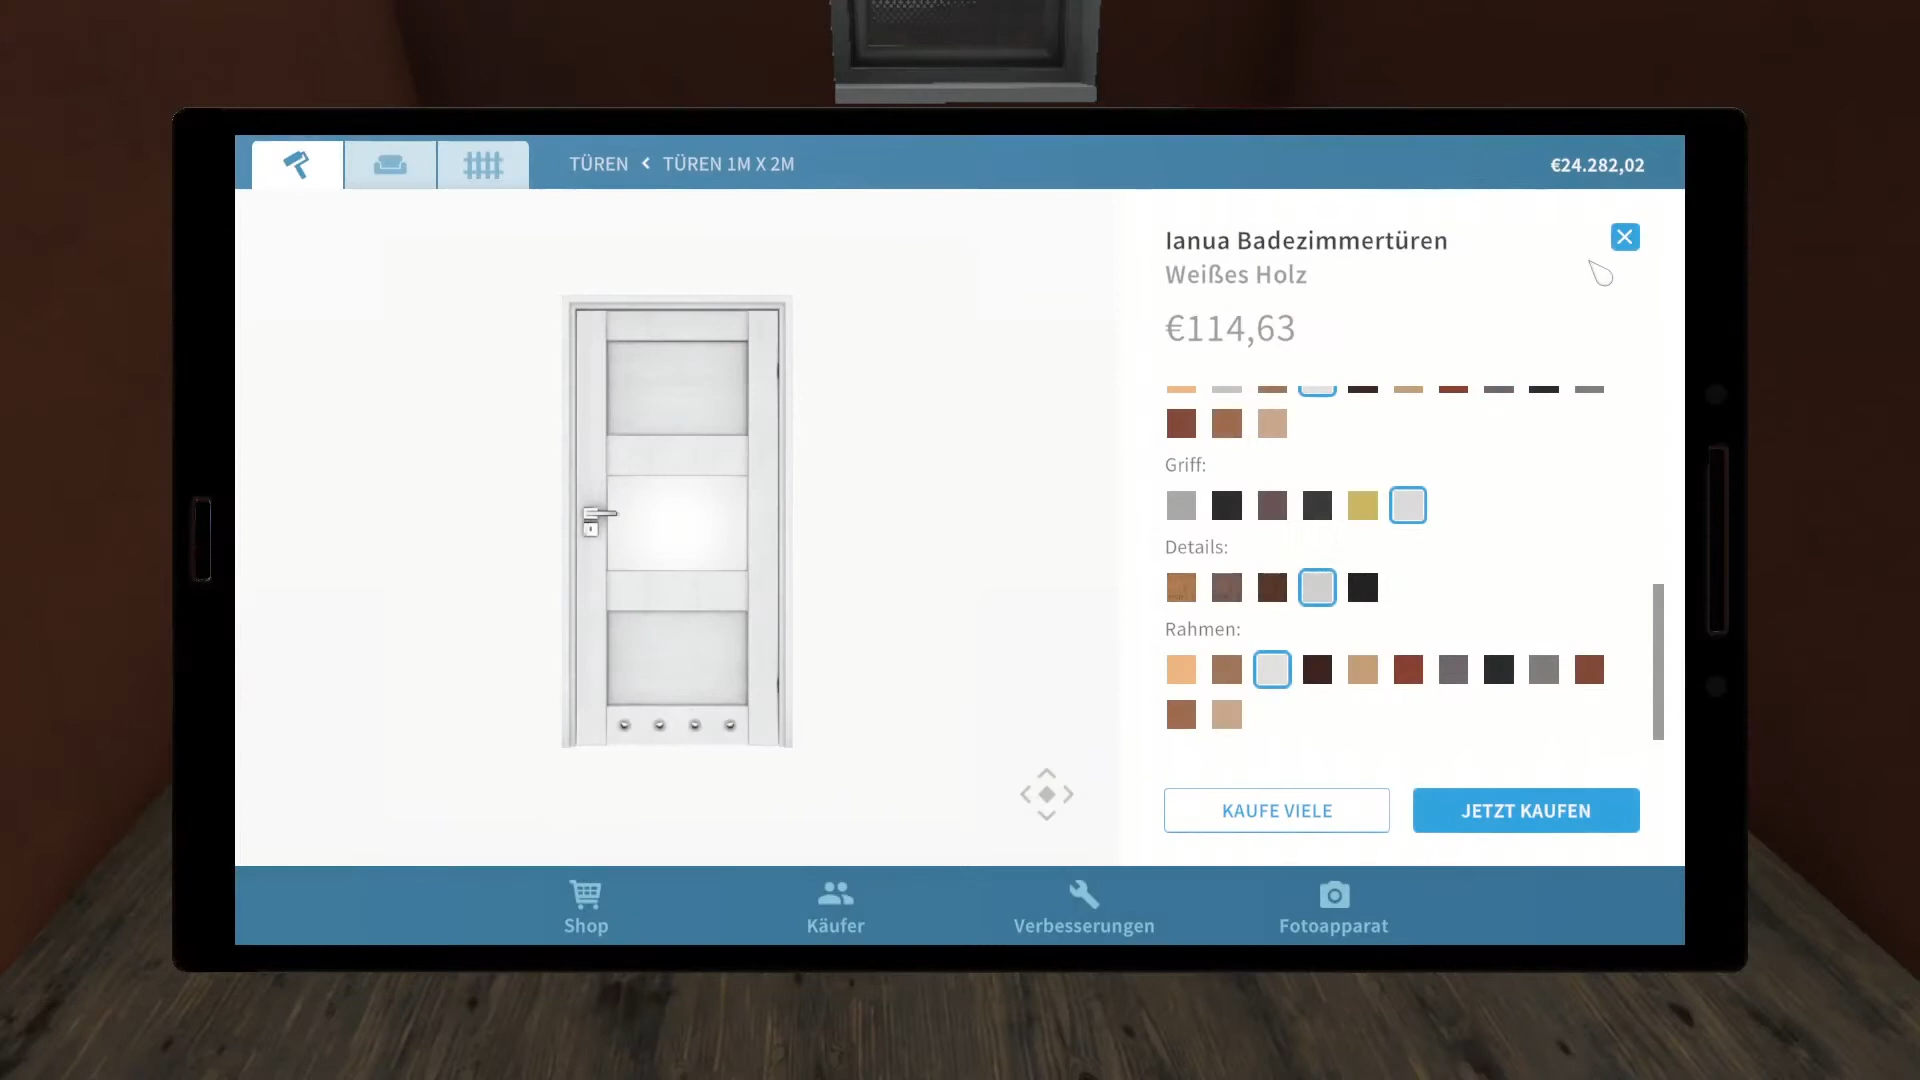 TÜREN < TÜREN 1M X 2M
€24.282,02
Ianua Badezimmertüren
Weißes Holz
€114,63
Griff:
Details:
Rahmen:
KAUFE VIELE
JETZT KAUFEN
Shop
Käufer
Verbesserungen
Fotoapparat